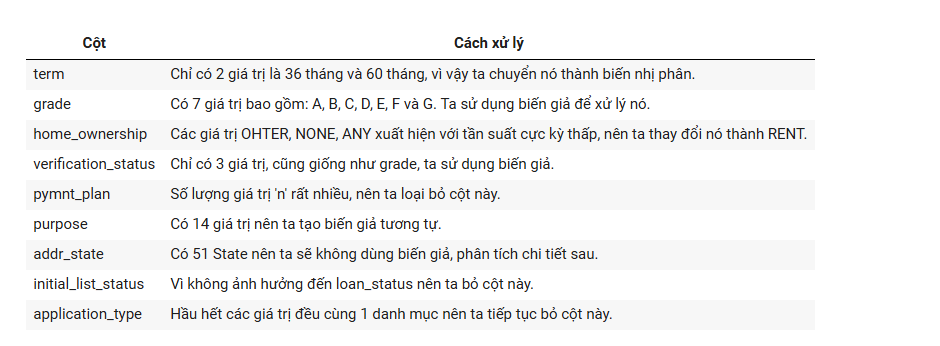 Cột Cách xử lý
term Chỉ có 2 giá trị là 36 tháng và 60 tháng, vì vậy ta chuyển nó thành biến nhị phân.
grade Có 7 giá trị bao gồm: A, B, C, D, E, F và G. Ta sử dụng biến giả để xử lý nó.
home_ownership Các giá trị OHTER, NONE, ANY xuất hiện với tần suất cực kỳ thấp, nên ta thay đổi nó thành RENT.
verification_status Chỉ có 3 giá trị, cũng giống như grade, ta sử dụng biến giả.
pymnt_plan Số lượng giá trị 'n' rất nhiều, nên ta loại bỏ cột này.
purpose Có 14 giá trị nên ta tạo biến giả tương tự.
addr_state Có 51 State nên ta sẽ không dùng biến giả, phân tích chi tiết sau.
initial_list_status Vì không ảnh hưởng đến loan_status nên ta bỏ cột này.
application_type Hầu hết các giá trị đều cùng 1 danh mục nên ta tiếp tục bỏ cột này.